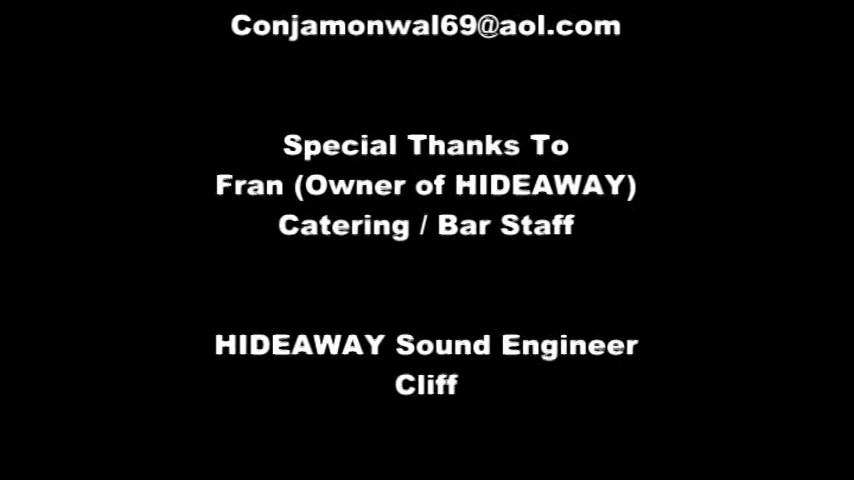 Conjamonwal69@aol.com
Special Thanks To
Fran (Owner of HIDEAWAY)
Catering / Bar Staff
HIDEAWAY Sound Engineer
Cliff